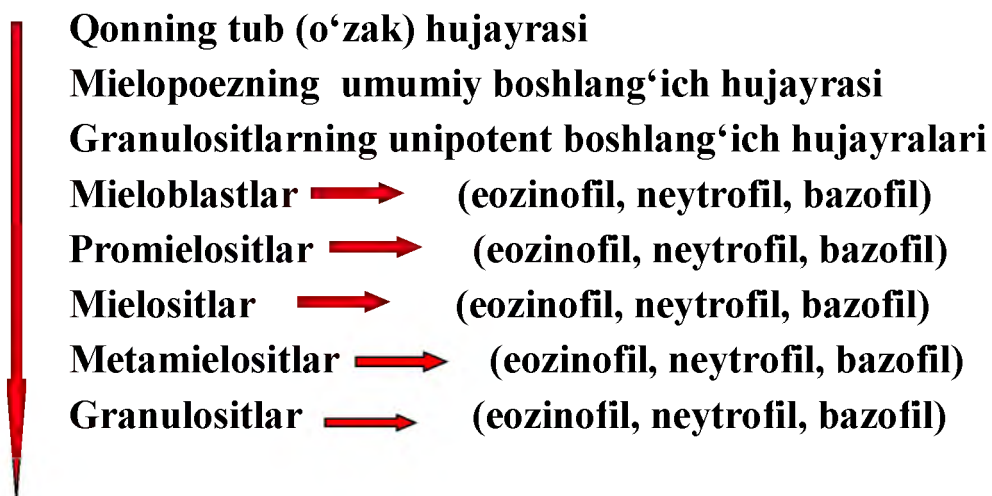 Qonning tub (o‘zak) hujayrasi
Mielopoezning umumiy boshlang‘ich hujayrasi
Granulositlarning unipotent boshlang‘ich hujayralari
Mieloblastlar (eozinofil, neytrofil, bazofil)
Promielositlar (eozinofil, neytrofil, bazofil)
Mielositlar (eozinofil, neytrofil, bazofil)
Metamielositlar (eozinofil, neytrofil, bazofil)
Granulositlar (eozinofil, neytrofil, bazofil)